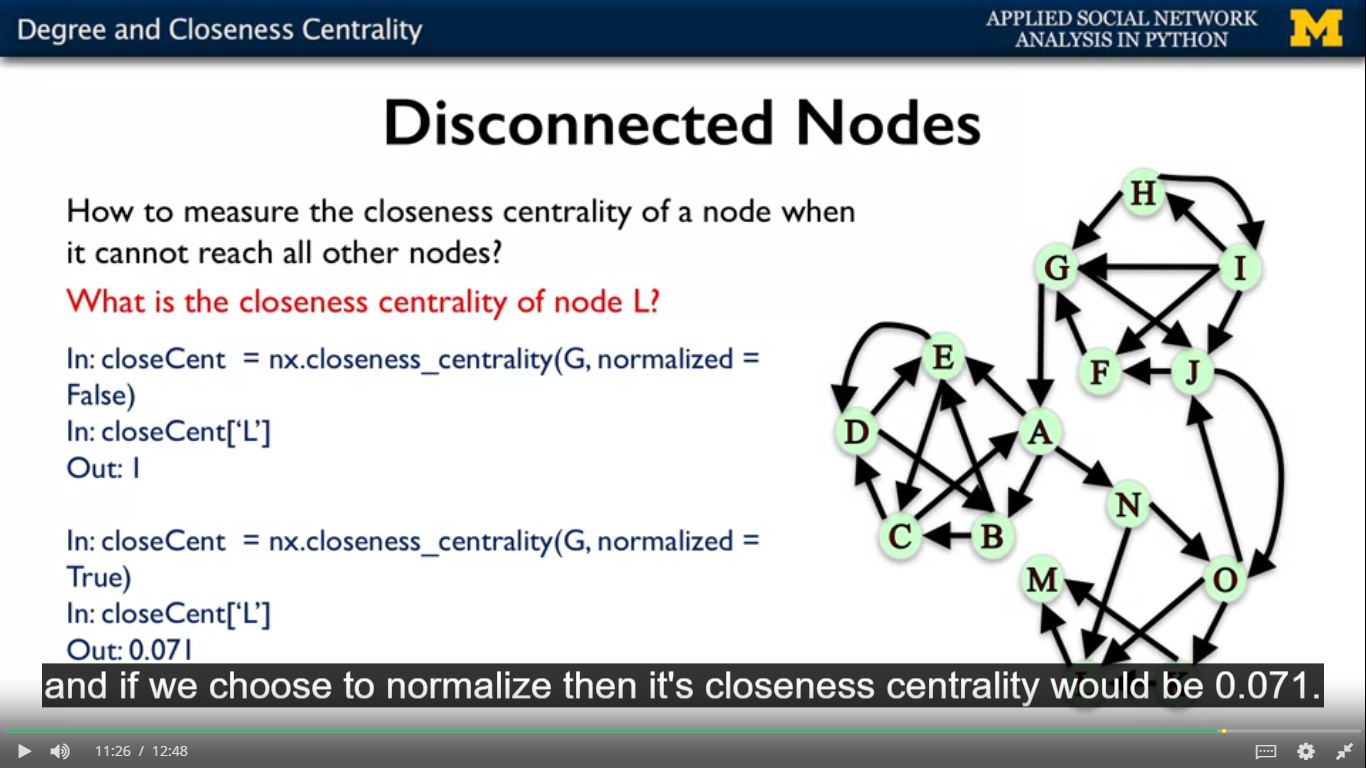 Degree and Closeness Centrality
APPLIED SOCIAL NETWORK
ANALYSIS IN PYTHON
M
Disconnected Nodes
How to measure the closeness centrality of a node when
it cannot reach all other nodes?
What is the closeness centrality of node L?
In: closeCent = nx.closeness_centrality(G, normalized =
False)
In: closeCent[‘L’]
Out: 1
In: closeCent = nx.closeness_centrality(G, normalized =
True)
In: closeCent[‘L’]
Out: 0.071
H
G
I
E
F
J
D
A
N
C
B
M
O
and if we choose to normalize then it's closeness centrality would be 0.071.
11:26 / 12:48